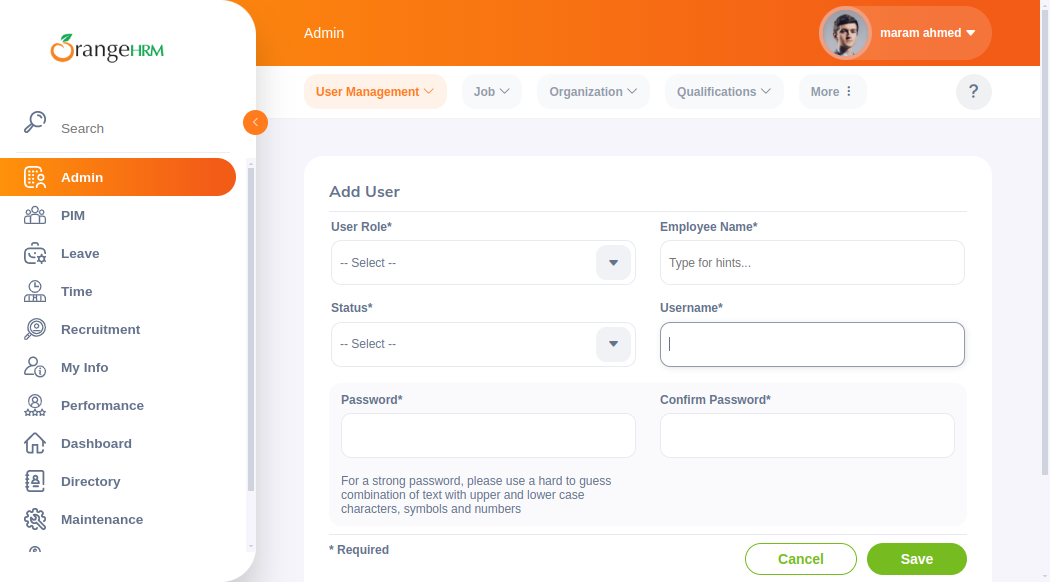 OrangeHRM
Admin
maram ahmed
User Management
Job
Organization
Qualifications
More
?
Search
Admin
PIM
Leave
Time
Recruitment
My Info
Performance
Dashboard
Directory
Maintenance
Add User
User Role*
Employee Name*
-- Select --
Type for hints...
Status*
Username*
-- Select --
Password*
Confirm Password*
For a strong password, please use a hard to guess
combination of text with upper and lower case
characters, symbols and numbers
* Required
Cancel
Save